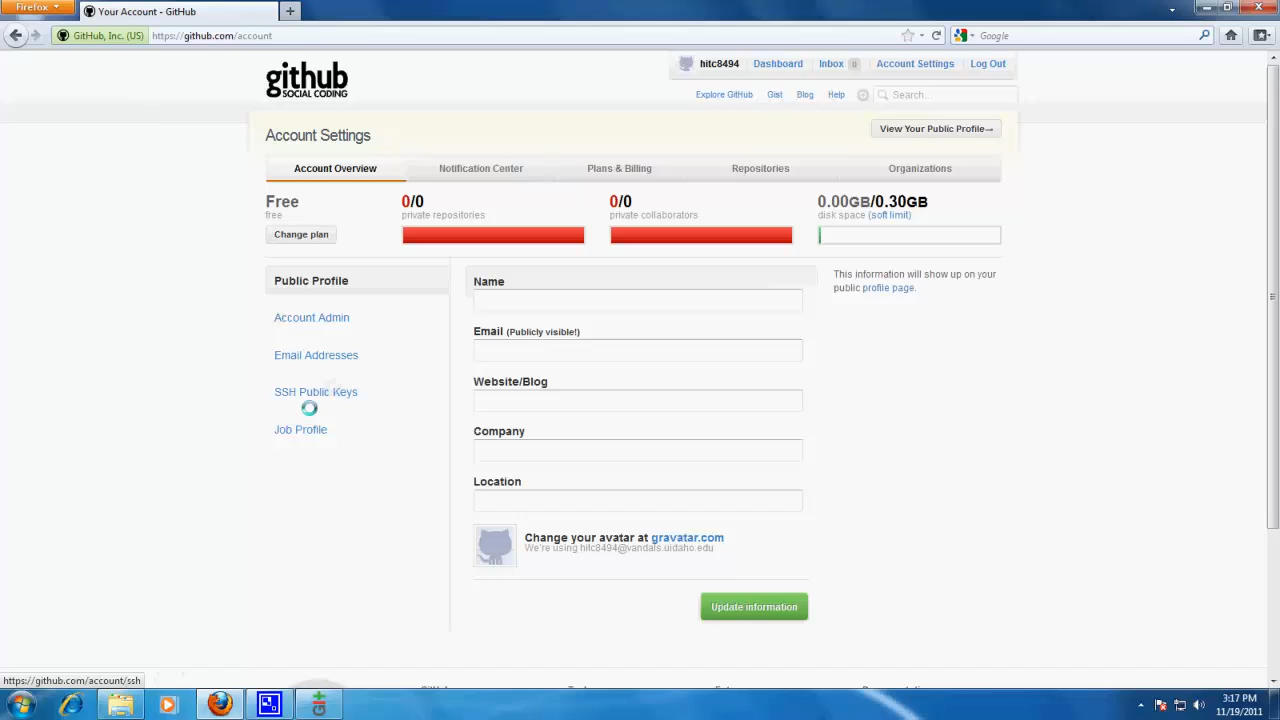 Firefox
Your Account - GitHub
GitHub, Inc. (US) https://github.com/account
Google
hitc8494 Dashboard Inbox 0 Account Settings Log Out
github
SOCIAL CODING
Explore GitHub Gist Blog Help Search...
Account Settings
View Your Public Profile→
Account Overview Notification Center Plans & Billing Repositories Organizations
Free 0/0 0/0 0.00GB/0.30GB
free private repositories private collaborators disk space (soft limit)
Change plan
Public Profile
Account Admin
Email Addresses
SSH Public Keys
Job Profile
Name
Email (Publicly visible!)
Website/Blog
Company
Location
Change your avatar at gravatar.com
We're using hitc8494@vandals.uidaho.edu
Update information
This information will show up on your
public profile page.
https://github.com/account/ssh
3:17 PM
11/19/2011